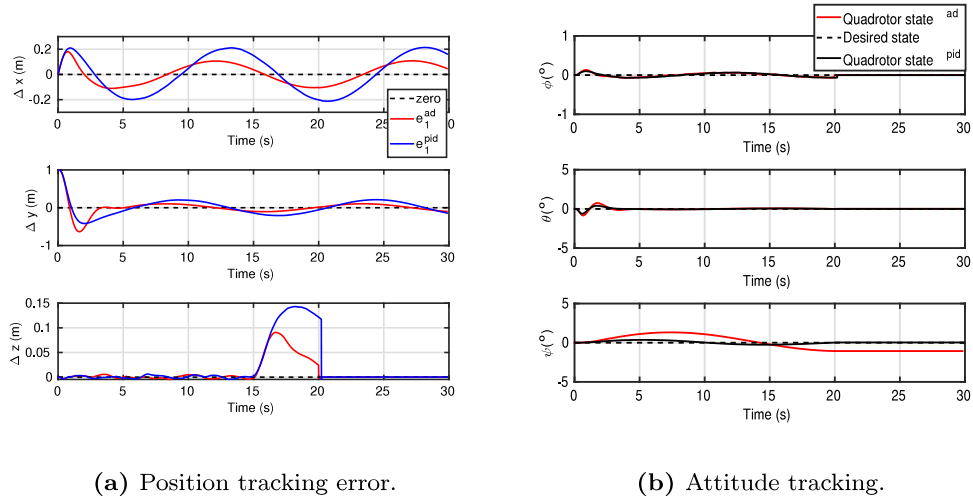 Δ x (m)
0.2
0
-0.2
0 5 10 15 20 25 0
Time (s)
zero
e₁ᵃᵈ
e₁ᵖⁱᵈ
Δ y (m)
1
0
-1
0 5 10 15 20 25 30
Time (s)
Δ z (m)
0.15
0.1
0.05
0
0 5 10 15 20 25 30
Time (s)
(a) Position tracking error.
Quadrotor state ᵃᵈ
Desired state
Quadrotor state ᵖⁱᵈ
ϕ(°)
1
0
-1
0 5 10 15 20 25 30
Time (s)
θ(°)
5
0
-5
0 5 10 15 20 25 30
Time (s)
ψ(°)
5
0
-5
0 5 10 15 20 25 30
Time (s)
(b) Attitude tracking.